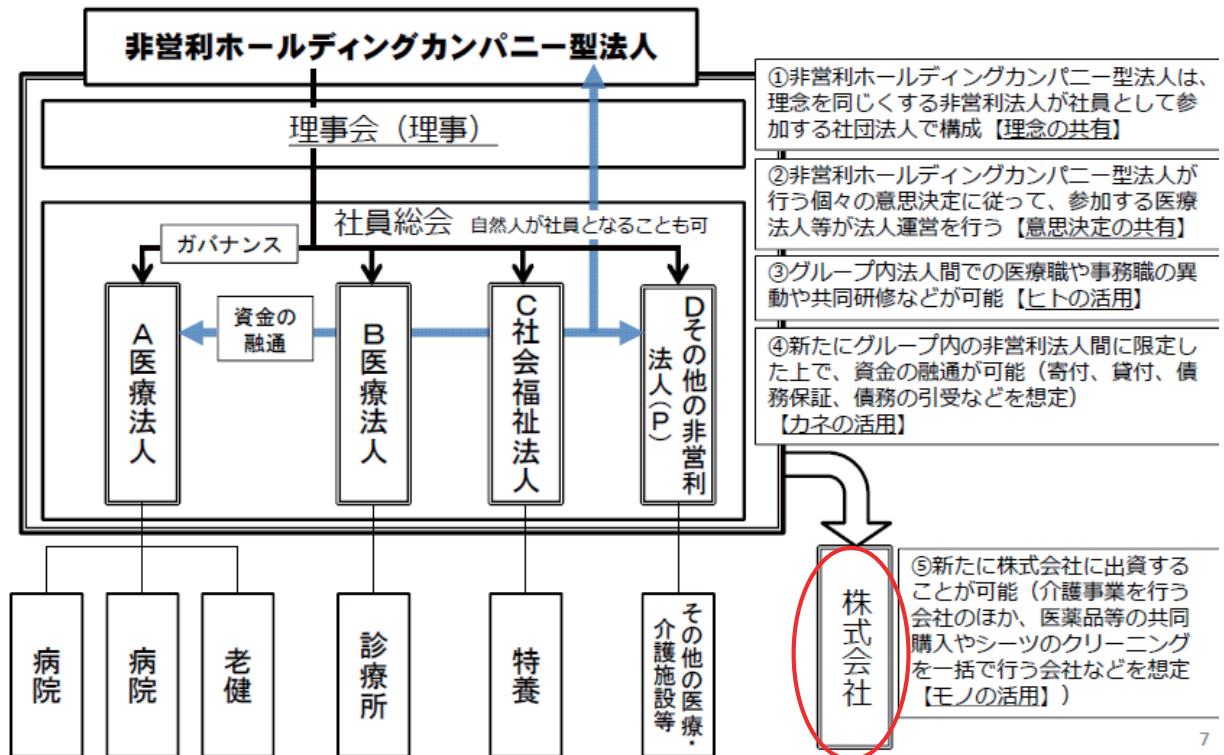 非営利ホールディングカンパニー型法人
理事会（理事）
社員総会 自然人が社員となることも可
ガバナンス
資金の
融通
A医療法人
B医療法人
C社会福祉法人
Dその他の非営利
法人(P)
病院
病院
老健
診療所
特養
その他の医療・
介護施設等
①非営利ホールディングカンパニー型法人は、
理念を同じくする非営利法人が社員として参
加する社団法人で構成【理念の共有】
②非営利ホールディングカンパニー型法人が
行う個々の意思決定に従って、参加する医療
法人等が法人運営を行う【意思決定の共有】
③グループ内法人間での医療職や事務職の異
動や共同研修などが可能【ヒトの活用】
④新たにグループ内の非営利法人間に限定し
た上で、資金の融通が可能（寄付、貸付、債
務保証、債務の引受などを想定）
【カネの活用】
株式会社
⑤新たに株式会社に出資する
ことが可能（介護事業を行う
会社のほか、医薬品等の共同
購入やシーツのクリーニング
を一括で行う会社などを想定
【モノの活用】）
7